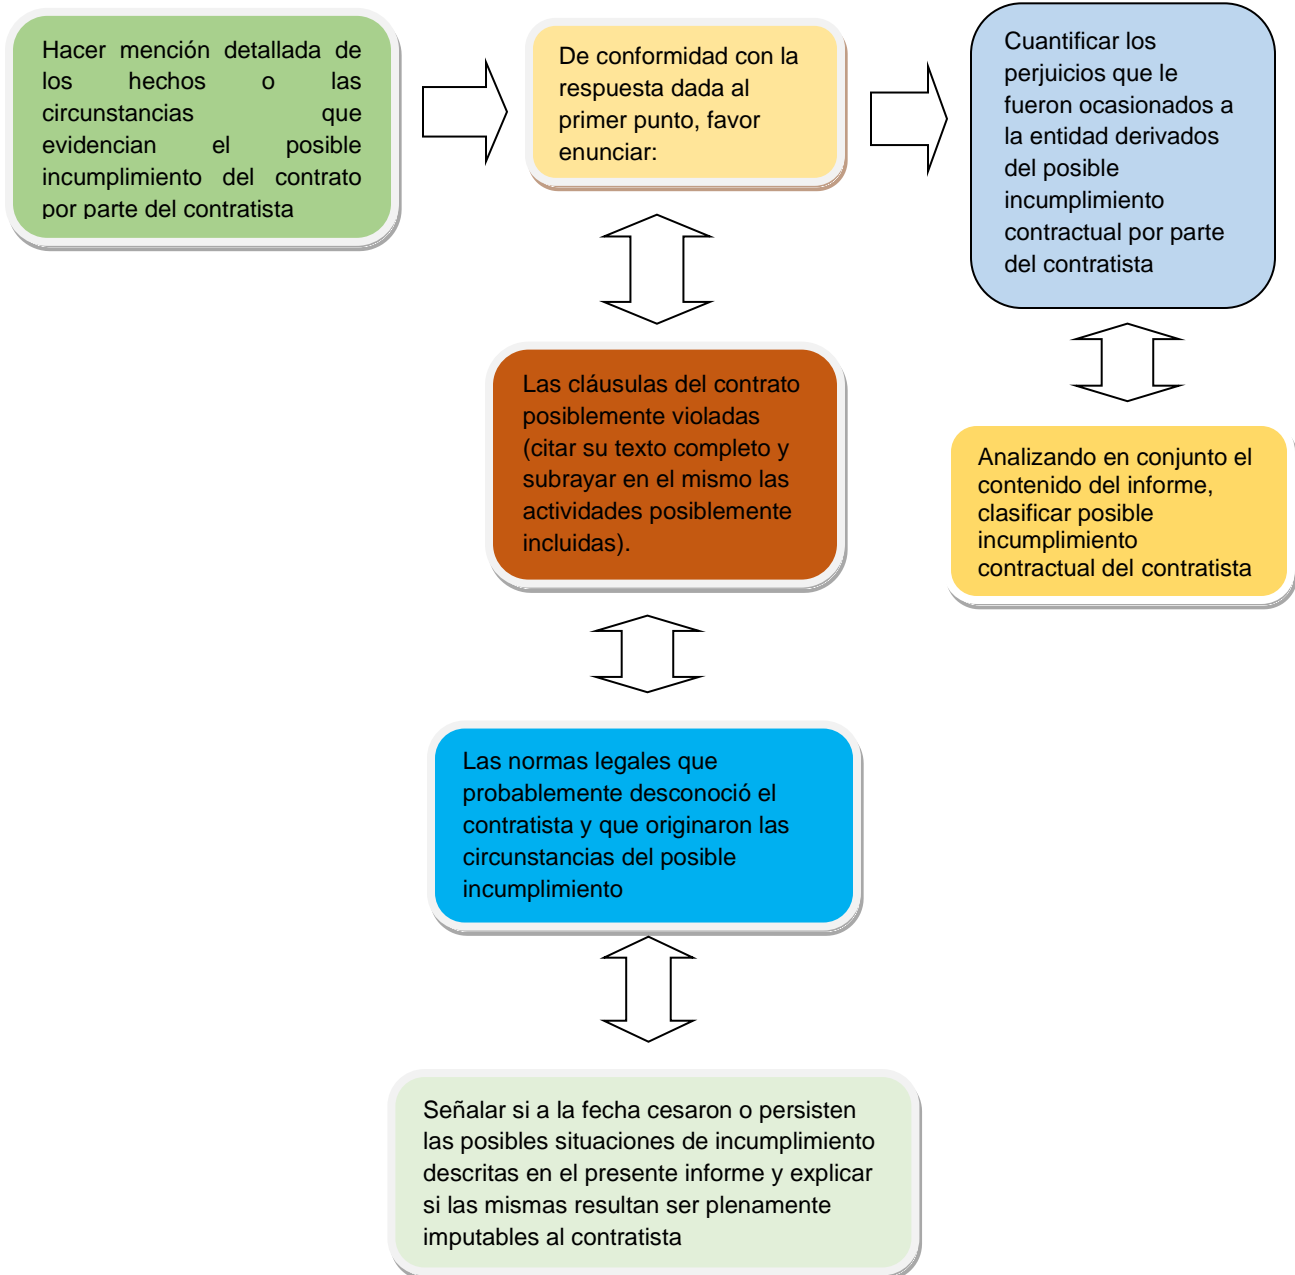 Hacer mención detallada de
los hechos o las
circunstancias que
evidencian el posible
incumplimiento del contrato
por parte del contratista
De conformidad con la
respuesta dada al
primer punto, favor
enunciar:
Cuantificar los
perjuicios que le
fueron ocasionados a
la entidad derivados
del posible
incumplimiento
contractual por parte
del contratista
Las cláusulas del contrato
posiblemente violadas
(citar su texto completo y
subrayar en el mismo las
actividades posiblemente
incluidas).
Analizando en conjunto el
contenido del informe,
clasificar posible
incumplimiento
contractual del contratista
Las normas legales que
probablemente desconoció el
contratista y que originaron las
circunstancias del posible
incumplimiento
Señalar si a la fecha cesaron o persisten
las posibles situaciones de incumplimiento
descritas en el presente informe y explicar
si las mismas resultan ser plenamente
imputables al contratista